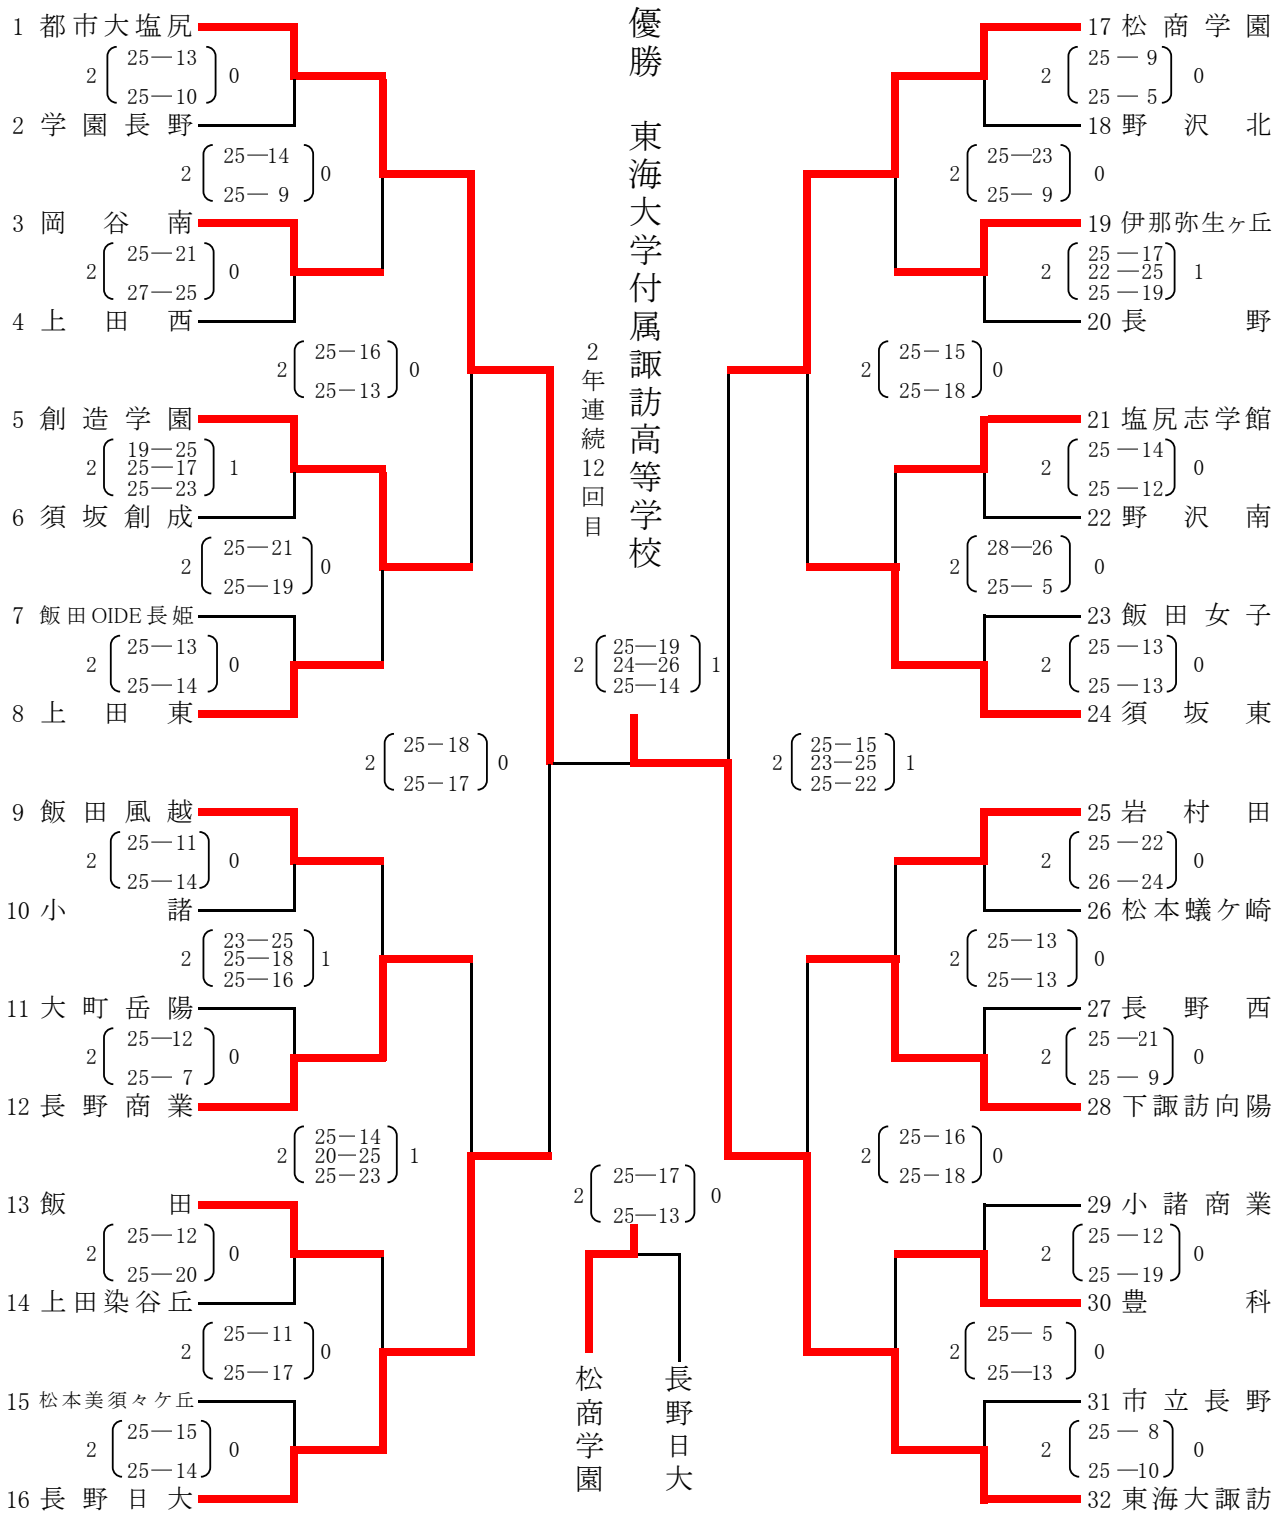 優勝　東海大学付属諏訪高等学校
2年連続12回目
1 都市大塩尻
2 25―13 0
25―10
2 学園長野
2 25―14 0
25― 9
3 岡谷南
2 25―21 0
27―25
4 上田西
2 25―16 0
25―13
5 創造学園
19―25
2 25―17 1
25―23
6 須坂創成
2 25―21 0
25―19
7 飯田OIDE長姫
2 25―13 0
25―14
8 上田東
2 25―18 0
25―17
9 飯田風越
2 25―11 0
25―14
10 小諸
23―25
2 25―18 1
25―16
11 大町岳陽
2 25―12 0
25― 7
12 長野商業
25―14
2 20―25 1
25―23
13 飯田
2 25―12 0
25―20
14 上田染谷丘
2 25―11 0
25―17
15 松本美須々ケ丘
2 25―15 0
25―14
16 長野日大
25―19
2 24―26 1
25―14
2 25―17 0
25―13
松商学園
長野日大
17 松商学園
2 25― 9 0
25― 5
18 野沢北
2 25―23 0
25― 9
19 伊那弥生ヶ丘
25―17
2 22―25 1
25―19
20 長野
2 25―15 0
25―18
21 塩尻志学館
2 25―14 0
25―12
22 野沢南
2 28―26 0
25― 5
23 飯田女子
2 25―13 0
25―13
24 須坂東
25―15
2 23―25 1
25―22
25 岩村田
2 25―22 0
26―24
26 松本蟻ケ崎
2 25―13 0
25―13
27 長野西
2 25―21 0
25― 9
28 下諏訪向陽
2 25―16 0
25―18
29 小諸商業
2 25―12 0
25―19
30 豊科
2 25― 5 0
25―13
31 市立長野
2 25― 8 0
25―10
32 東海大諏訪